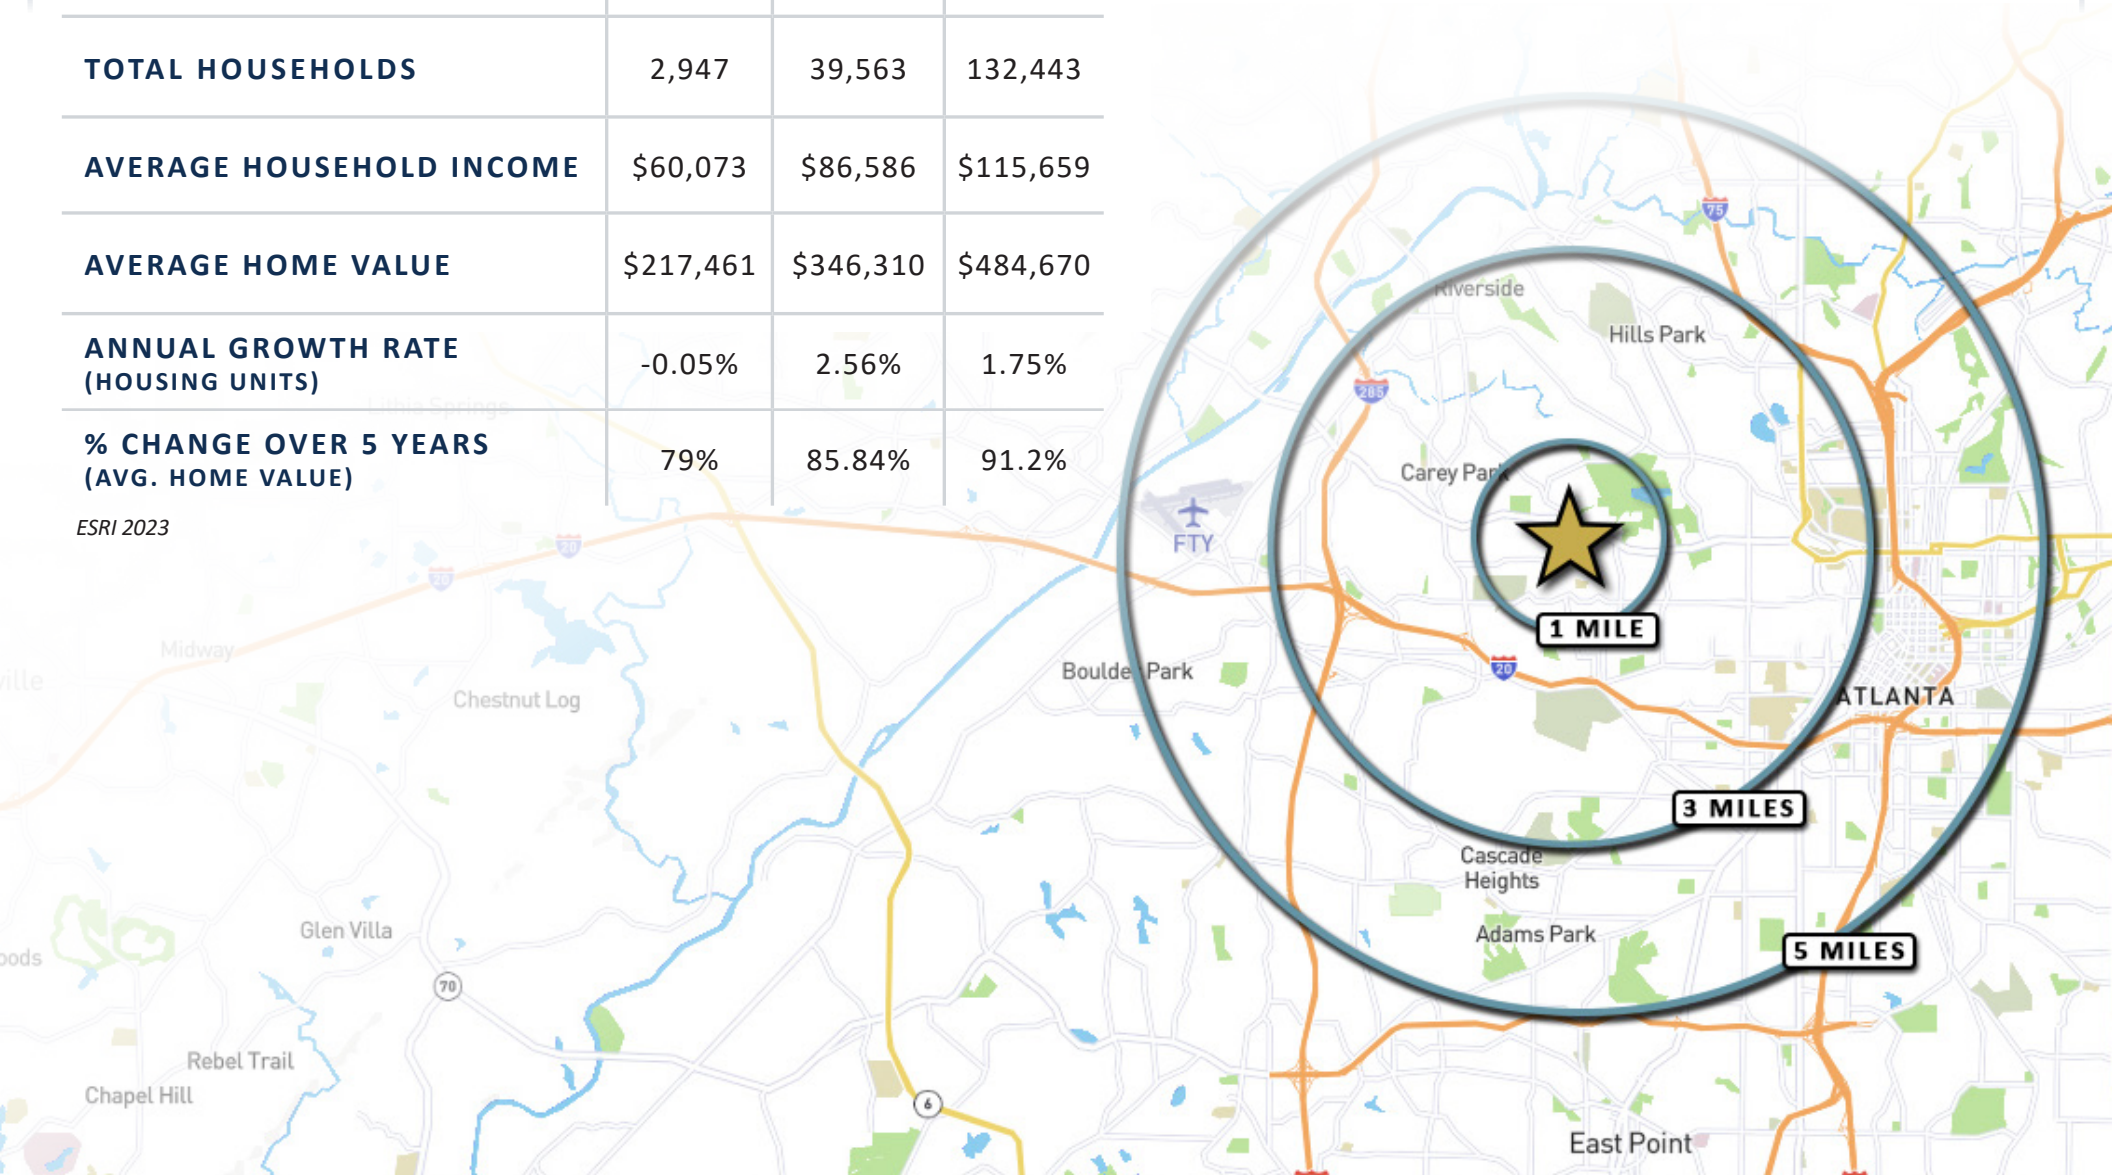 TOTAL HOUSEHOLDS 2,947 39,563 132,443
AVERAGE HOUSEHOLD INCOME $60,073 $86,586 $115,659
AVERAGE HOME VALUE $217,461 $346,310 $484,670
ANNUAL GROWTH RATE
(HOUSING UNITS) -0.05% 2.56% 1.75%
% CHANGE OVER 5 YEARS
(AVG. HOME VALUE) 79% 85.84% 91.2%
ESRI 2023
Lithia Springs
75
Riverside
Hills Park
285
Carey Park
FTY
20
20
1 MILE
Midway
ville
Boulder Park
20
Chestnut Log
ATLANTA
3 MILES
Cascade
Heights
Glen Villa
Adams Park
5 MILES
oods
70
Rebel Trail
Chapel Hill
6
East Point